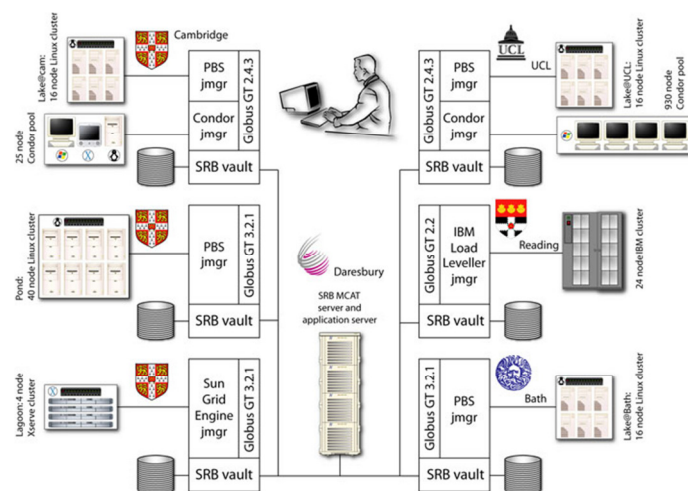 Cambridge
Lake@cam:
16 node Linux cluster
PBS
jmgr
Globus GT 2.4.3
25 node
Condor pool
Condor
jmgr
SRB vault
UCL
UCL
Lake@UCL:
16 node Linux cluster
930 node
Condor pool
Globus GT 2.4.3
PBS
jmgr
Condor
jmgr
SRB vault
Pond:
40 node Linux cluster
PBS
jmgr
Globus GT 3.2.1
SRB vault
Daresbury
SRB MCAT
server and
application server
Globus GT 2.2
IBM
Load
Leveller
jmgr
Reading
24 nodeIBM cluster
SRB vault
Lagoon: 4 node
Xserve cluster
Sun
Grid
Engine
jmgr
Globus GT 3.2.1
SRB vault
Globus GT 3.2.1
PBS
jmgr
Bath
Lake@Bath:
16 node Linux cluster
SRB vault